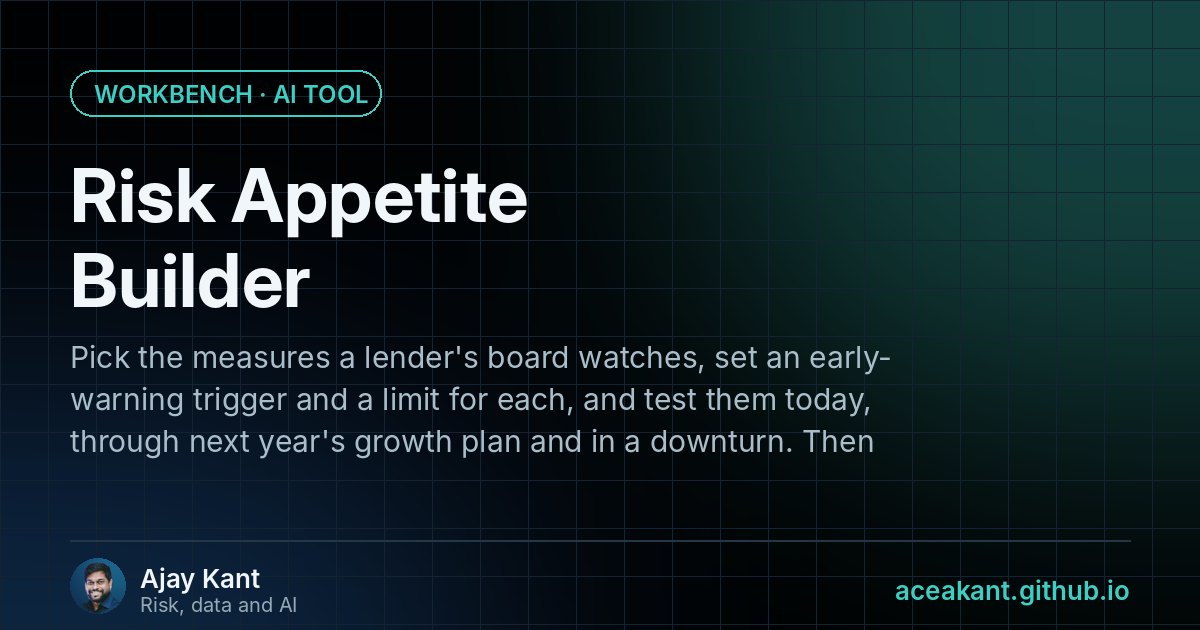 WORKBENCH · AI TOOL
Risk Appetite
Builder
Pick the measures a lender's board watches, set an early-
warning trigger and a limit for each, and test them today,
through next year's growth plan and in a downturn. Then
Ajay Kant
Risk, data and AI
aceakant.github.io